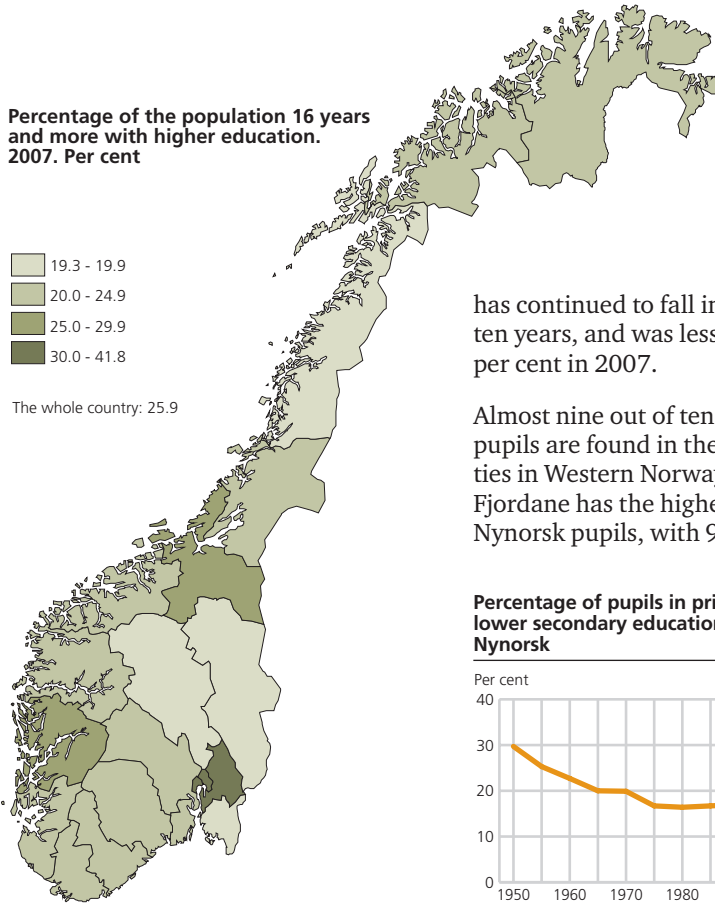 Percentage of the population 16 years
and more with higher education.
2007. Per cent
19.3 - 19.9
20.0 - 24.9
25.0 - 29.9
30.0 - 41.8
The whole country: 25.9
has continued to fall in
ten years, and was less
per cent in 2007.
Almost nine out of ten
pupils are found in the
ties in Western Norway
Fjordane has the highe
Nynorsk pupils, with 9
Percentage of pupils in pri
lower secondary education
Nynorsk
Per cent
40
30
20
10
0
1950 1960 1970 1980